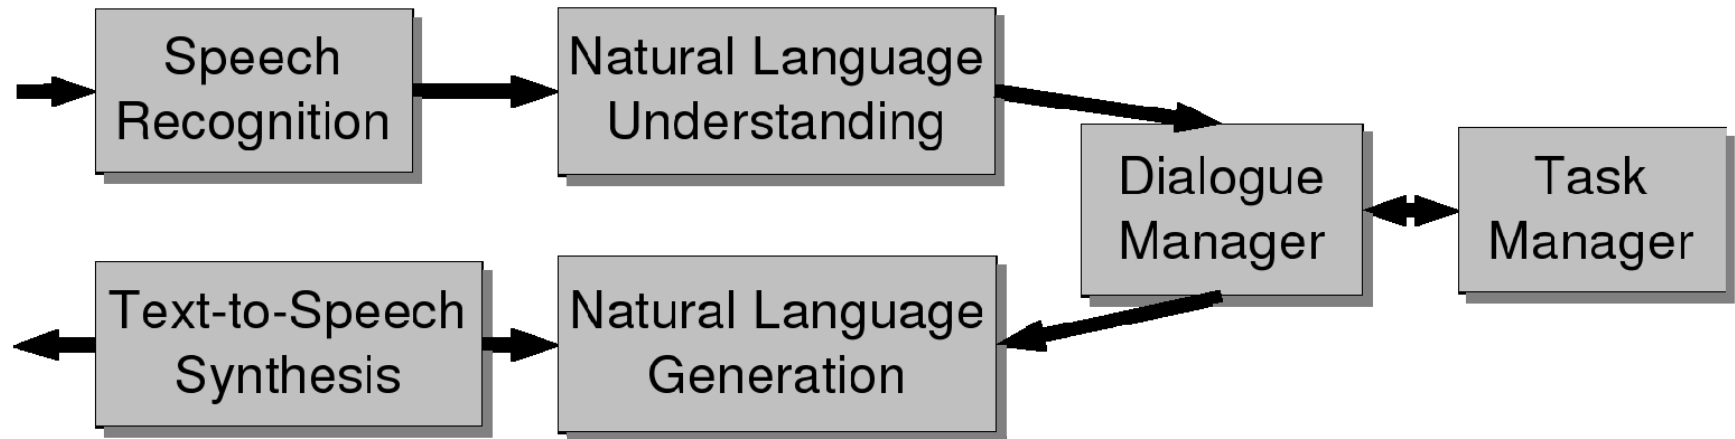 Speech
Recognition
Natural Language
Understanding
Dialogue
Manager
Task
Manager
Text-to-Speech
Synthesis
Natural Language
Generation